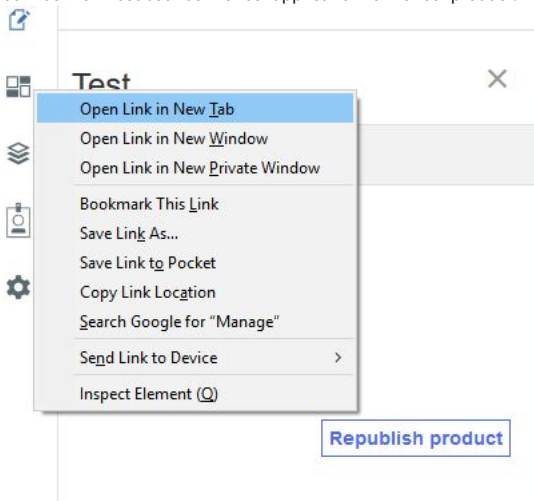 Test
Open Link in New Tab
Open Link in New Window
Open Link in New Private Window
Bookmark This Link
Save Link As...
Save Link to Pocket
Copy Link Location
Search Google for “Manage”
Send Link to Device
Inspect Element (Q)
Republish product